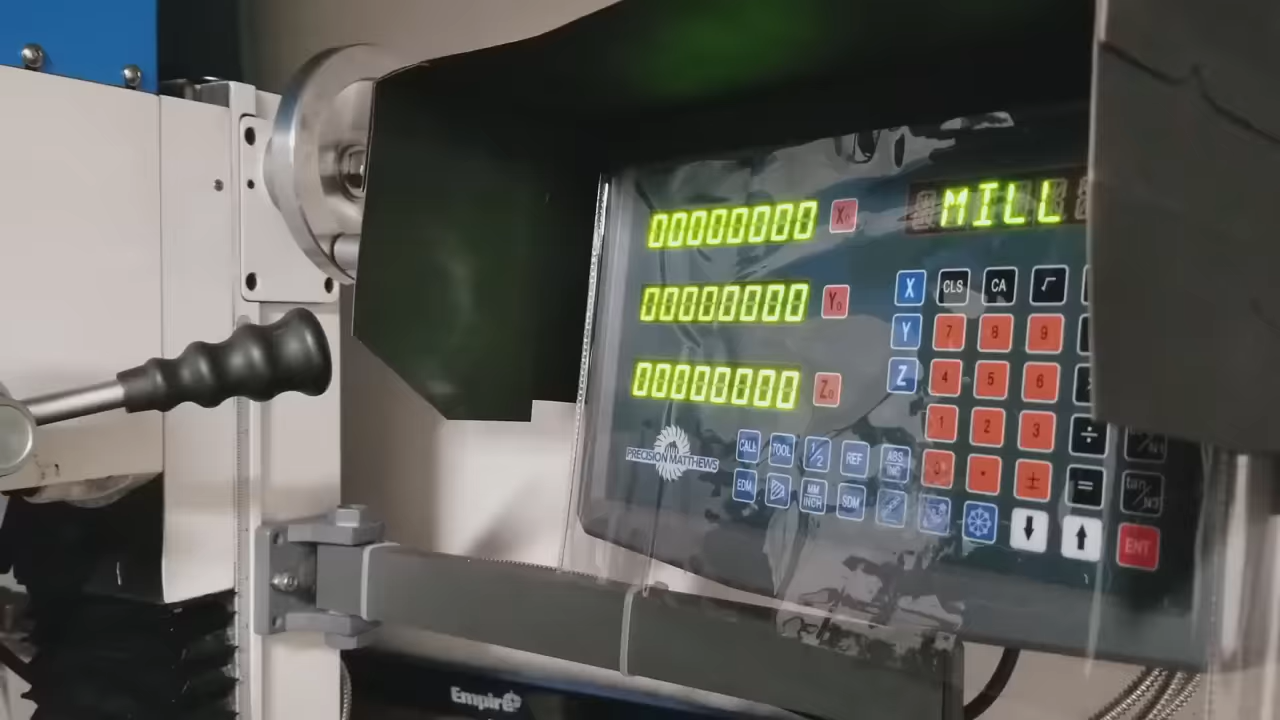 00000000 X₀ MILL
00000000 Y₀
00000000 Z₀
X CLS CA √
Y 7 8 9
Z 4 5 6
1 2 3 ÷
0 • ± =
PRECISION MATTHEWS
CALL TOOL 1/2 REF ABS INC
EDM MM INCH SDM
↓ ↑ ENT
Empire